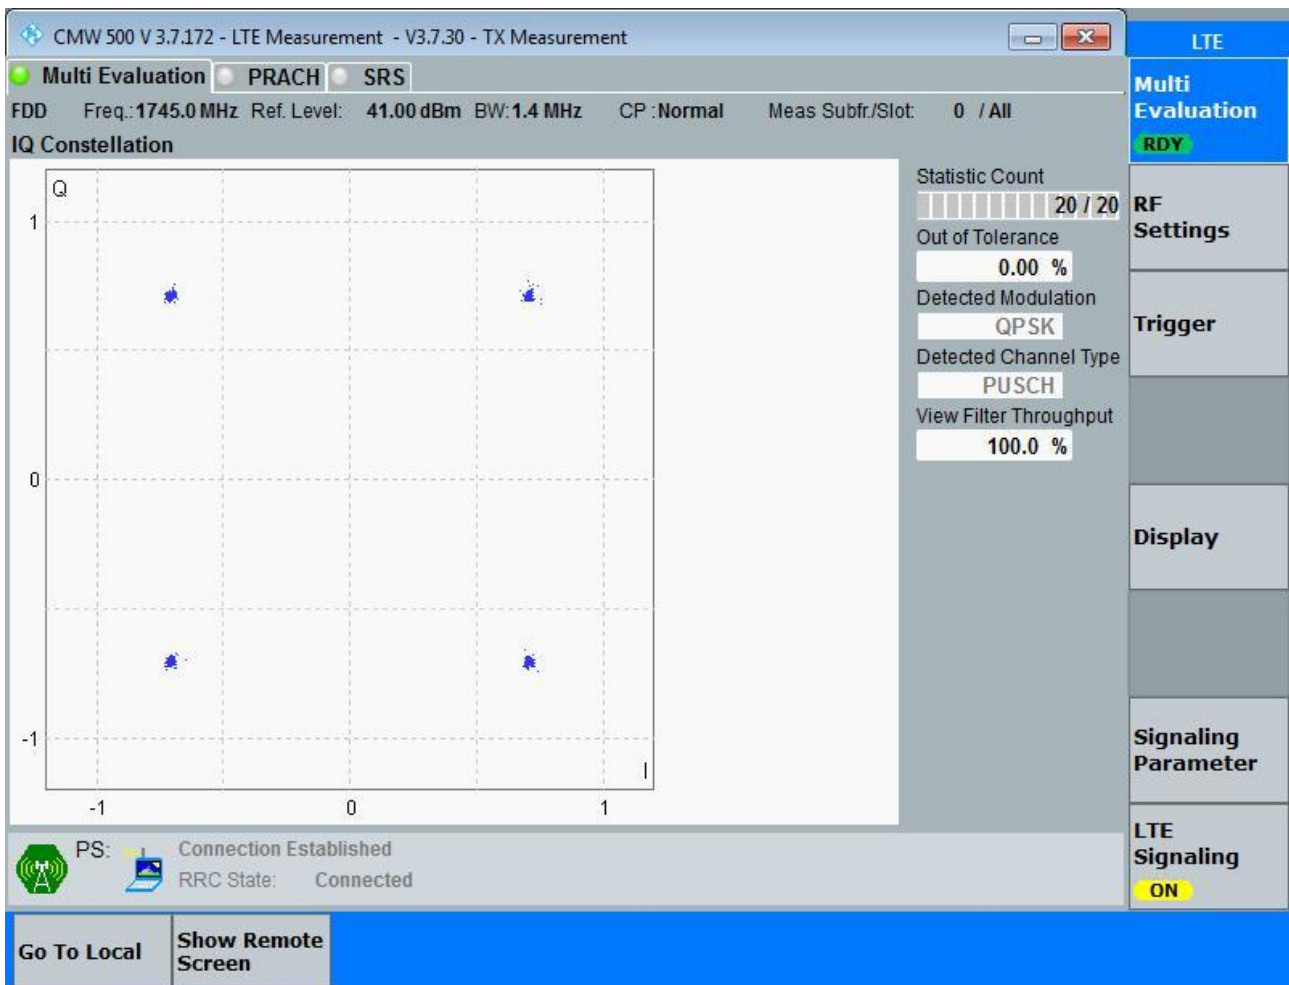 CMW 500 V 3.7.172 - LTE Measurement - V3.7.30 - TX Measurement
LTE
Multi Evaluation PRACH SRS
FDD Freq.:1745.0 MHz Ref. Level: 41.00 dBm BW:1.4 MHz CP :Normal Meas Subfr./Slot: 0 / All
IQ Constellation
Q
1
0
-1
I
-1 0 1
Statistic Count
20 / 20
Out of Tolerance
0.00 %
Detected Modulation
QPSK
Detected Channel Type
PUSCH
View Filter Throughput
100.0 %
Multi
Evaluation
RDY
RF
Settings
Trigger
Display
Signaling
Parameter
LTE
Signaling
ON
PS: Connection Established
RRC State: Connected
Go To Local
Show Remote
Screen